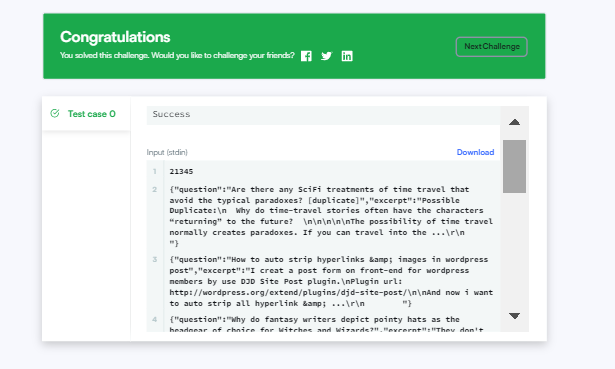 Congratulations
You solved this challenge. Would you like to challenge your friends?
Next Challenge
Test case 0
Success
Input (stdin)
Download
1 21345
2 {"question":"Are there any SciFi treatments of time travel that
avoid the typical paradoxes? [duplicate]","excerpt":"Possible
Duplicate:\n  Why do time-travel stories often have the characters
“returning” to the future?  \n\n\n\n\nThe possibility of time travel
normally creates paradoxes. If you can travel into the ...\r\n
"}
3 {"question":"How to auto strip hyperlinks &amp; images in wordpress
post","excerpt":"I creat a post form on front-end for wordpress
members by use DJD Site Post plugin.\nPlugin url:
http://wordpress.org/extend/plugins/djd-site-post/\n\nAnd now i want
to auto strip all hyperlink &amp; ...\r\n        "}
4 {"question":"Why do fantasy writers depict pointy hats as the
headgear of choice for Witches and Wizards?","excerpt":"They don't